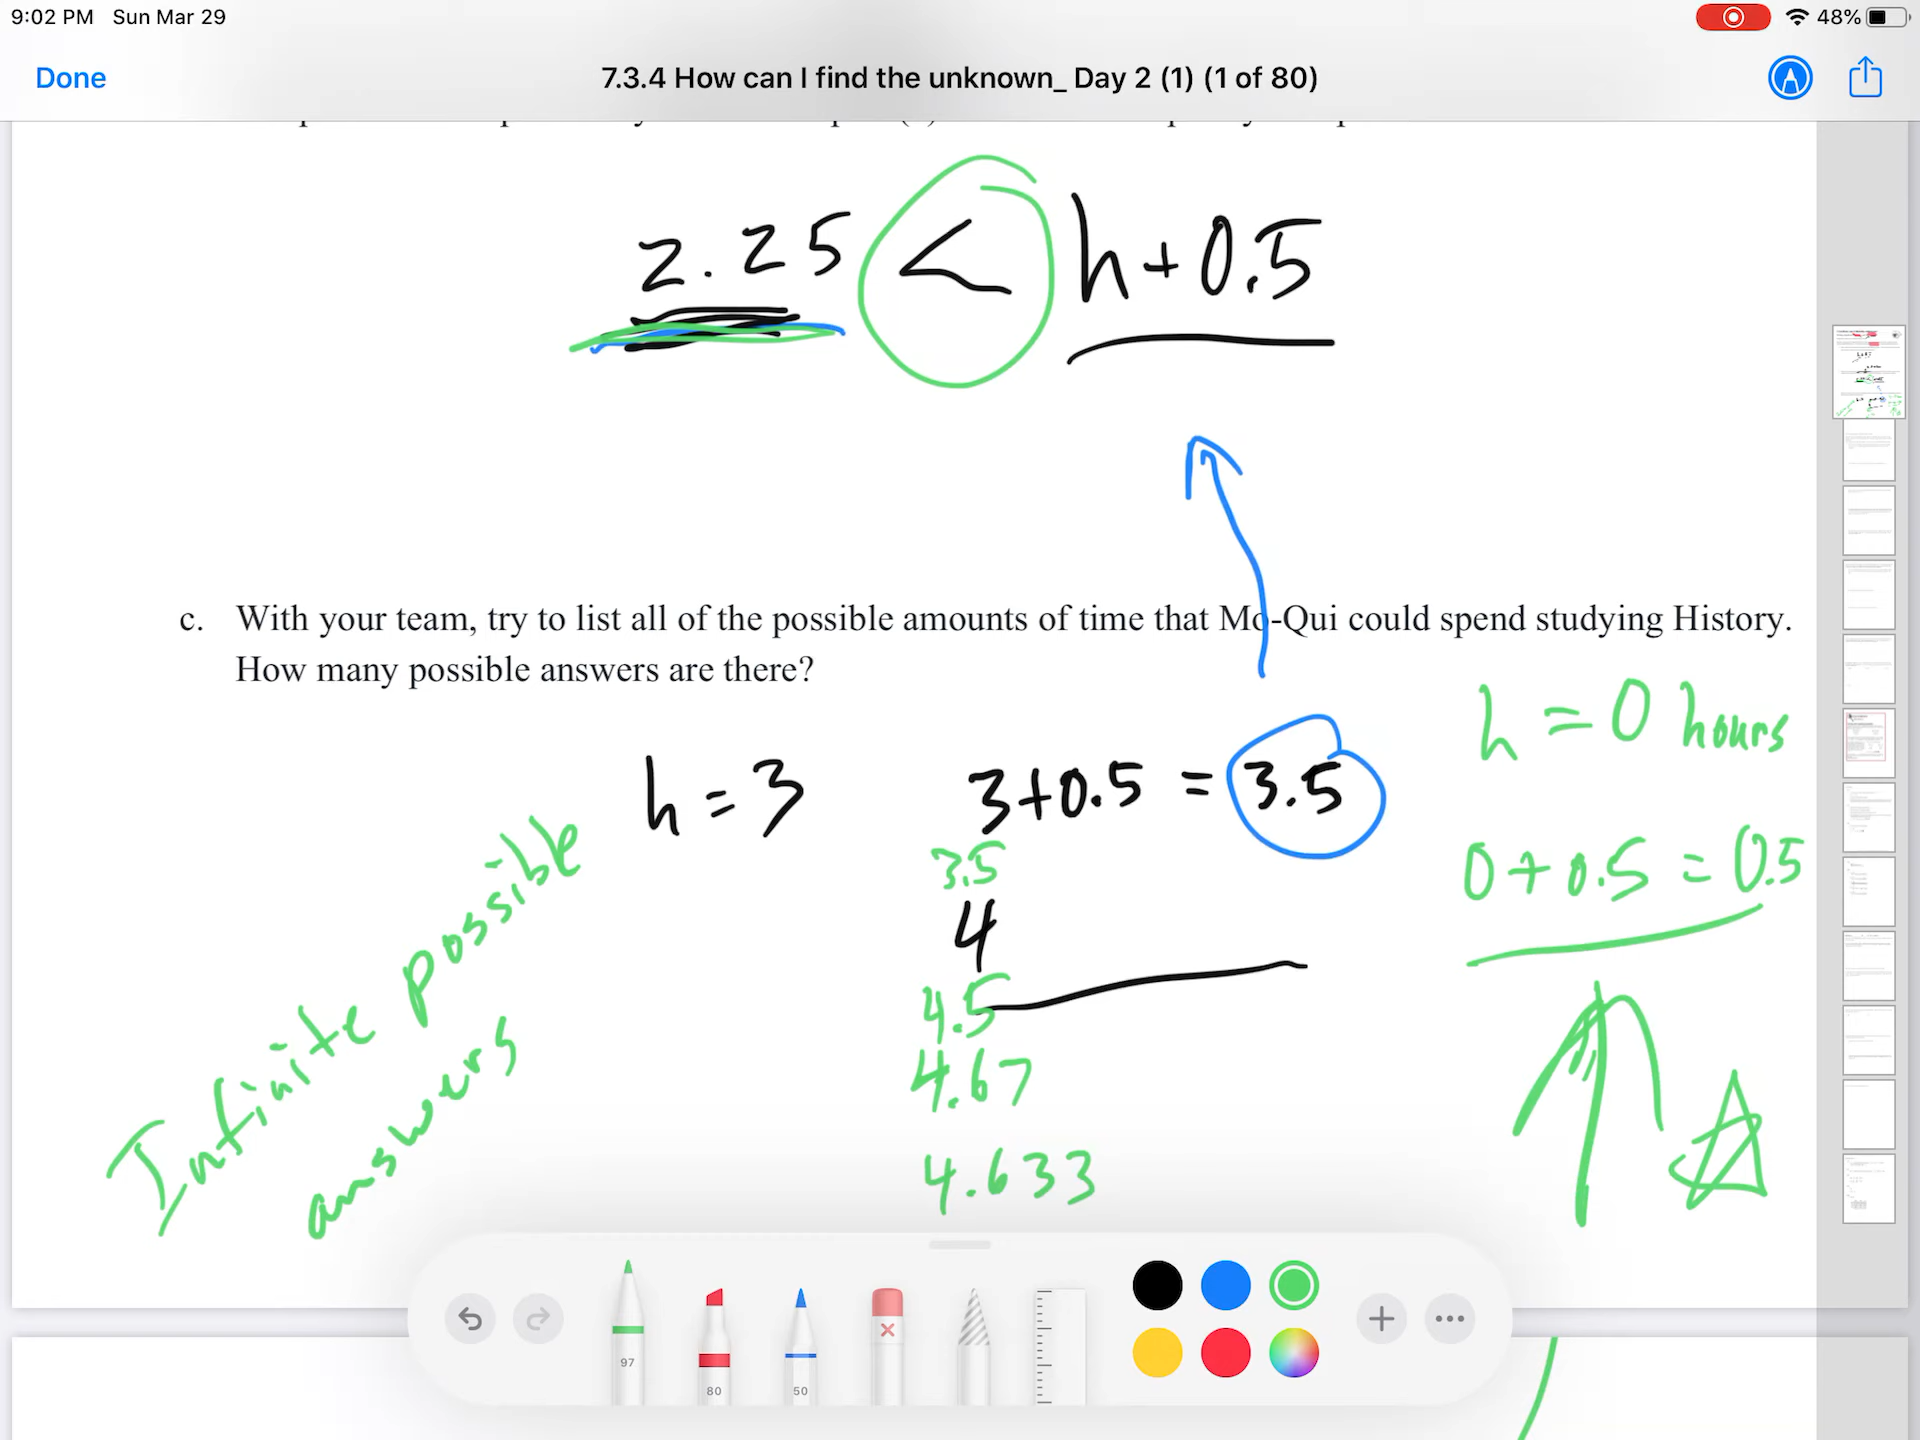 9:02 PM Sun Mar 29
48%
Done
7.3.4 How can I find the unknown_ Day 2 (1) (1 of 80)
2.25 < h+0.5
c. With your team, try to list all of the possible amounts of time that Mo-Qui could spend studying History.
How many possible answers are there?
h = 0 hours
h = 3
3+0.5 = 3.5
0+0.5 = 0.5
3.5
4
4.5
4.67
4.633
Infinite possible
answers
97
80
50